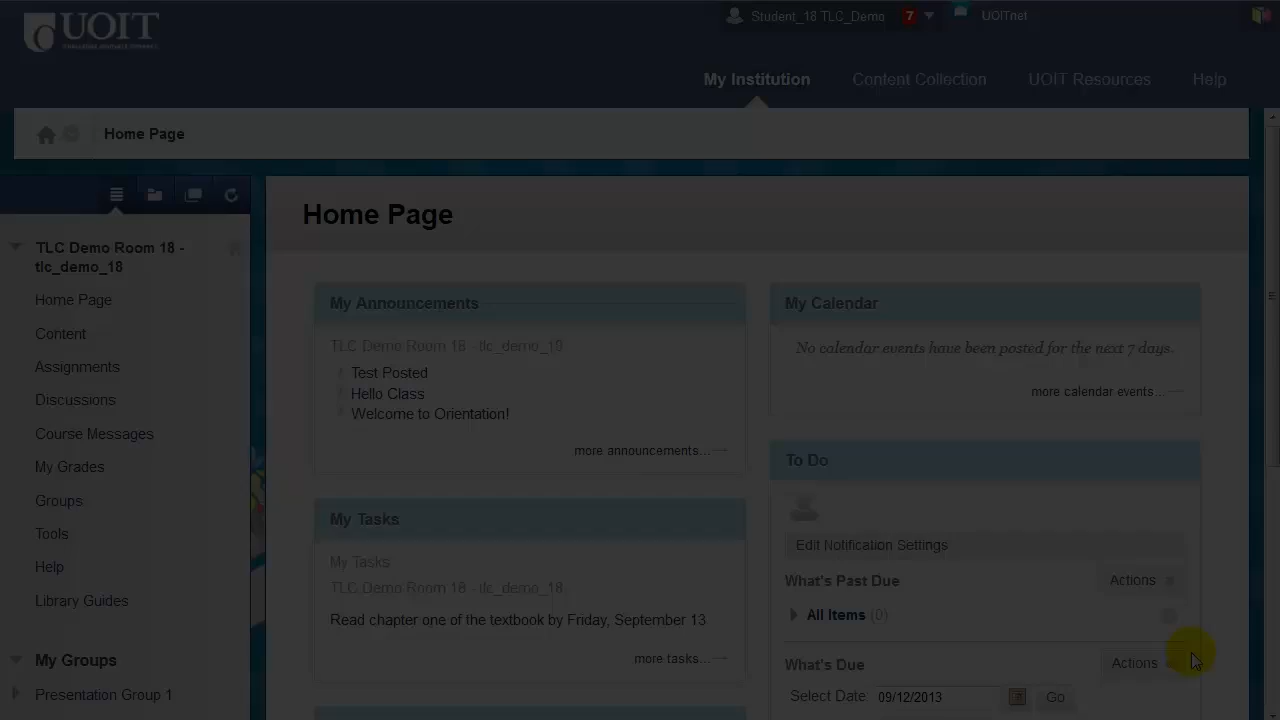 UOIT
Student_18 TLC_Demo 7 UOITnet
My Institution Content Collection UOIT Resources Help
Home Page
TLC Demo Room 18 -
tlc_demo_18
Home Page
Content
Assignments
Discussions
Course Messages
My Grades
Groups
Tools
Help
Library Guides
My Groups
Presentation Group 1
Home Page
My Announcements
TLC Demo Room 18 - tlc_demo_19
Test Posted
Hello Class
Welcome to Orientation!
more announcements...
My Tasks
My Tasks
TLC Demo Room 18 - tlc_demo_18
Read chapter one of the textbook by Friday, September 13
more tasks...
My Calendar
No calendar events have been posted for the next 7 days.
more calendar events...
To Do
Edit Notification Settings
What's Past Due Actions
All Items (0)
What's Due Actions
Select Date: 09/12/2013 Go